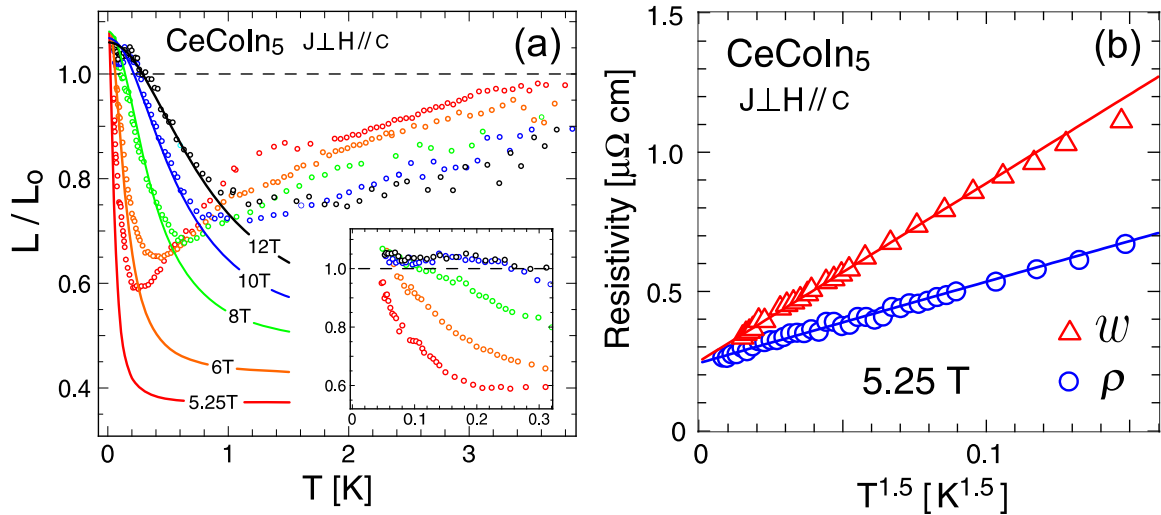 CeCoIn5 J⊥H//c (a)
L / L0
1.0
0.8
0.6
0.4
12T
10T
8T
6T
5.25T
1.0
0.8
0.6
0 0.1 0.2 0.3
0 1 2 3
T [K]
CeCoIn5 (b)
J⊥H//c
Resistivity [μΩ cm]
1.5
1.0
0.5
0
w
5.25 T ρ
0 0.1
T^1.5 [K^1.5]